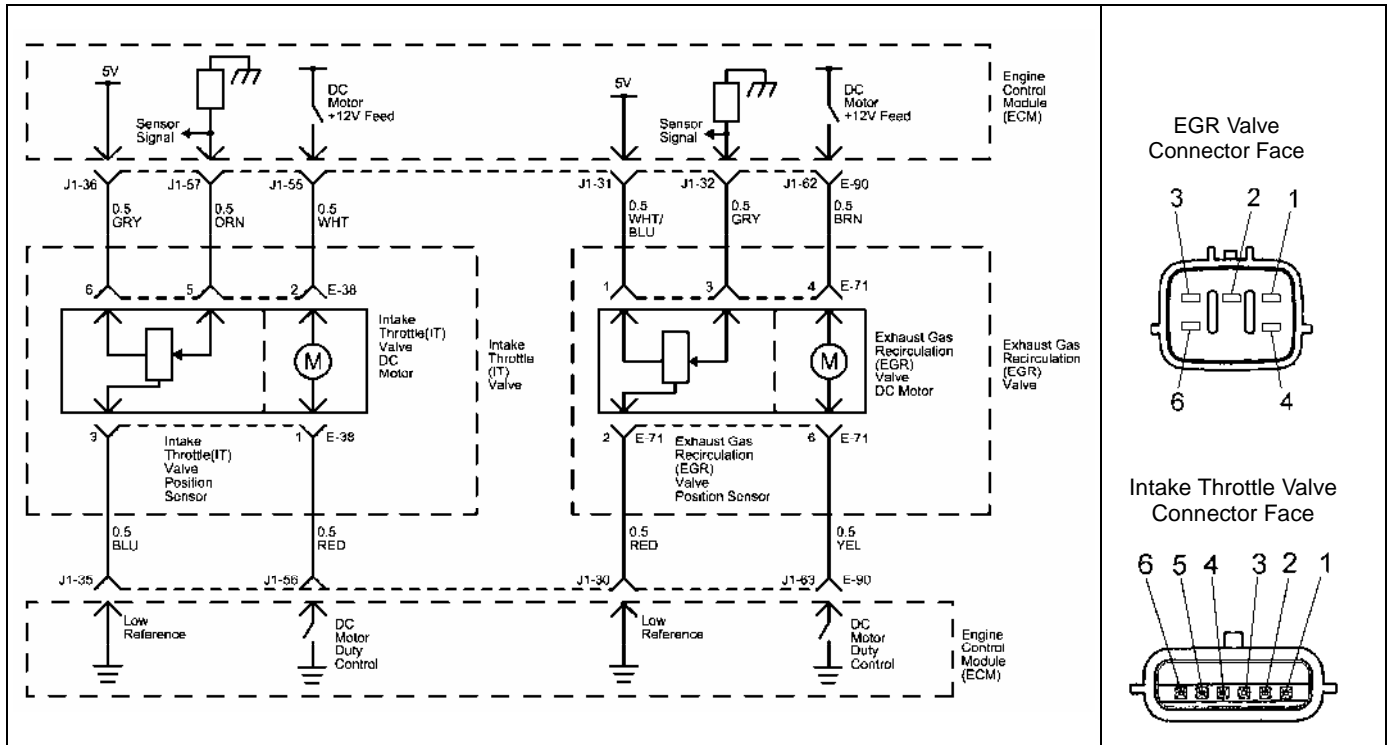 5V
Sensor
Signal
DC
Motor
+12V Feed
5V
Sensor
Signal
DC
Motor
+12V Feed
Engine
Control
Module
(ECM)
J1-36
J1-57
J1-55
J1-31
J1-32
J1-62
E-90
0.5
GRY
0.5
ORN
0.5
WHT
0.5
WHT/
BLU
0.5
GRY
0.5
BRN
6
5
2
E-38
1
3
4
E-71
Intake
Throttle(IT)
Valve
DC
Motor
Intake
Throttle
(IT)
Valve
Exhaust Gas
Recirculation
(EGR)
Valve
DC Motor
Exhaust Gas
Recirculation
(EGR)
Valve
M
M
3
1
E-38
2
E-71
6
E-71
Intake
Throttle(IT)
Valve
Position
Sensor
Exhaust Gas
Recirculation
(EGR)
Valve
Position Sensor
0.5
BLU
0.5
RED
0.5
RED
0.5
YEL
J1-35
J1-56
J1-30
J1-63
E-90
Low
Reference
DC
Motor
Duty
Control
Low
Reference
DC
Motor
Duty
Control
Engine
Control
Module
(ECM)
EGR Valve
Connector Face
3 2 1
6 4
Intake Throttle Valve
Connector Face
6 5 4 3 2 1